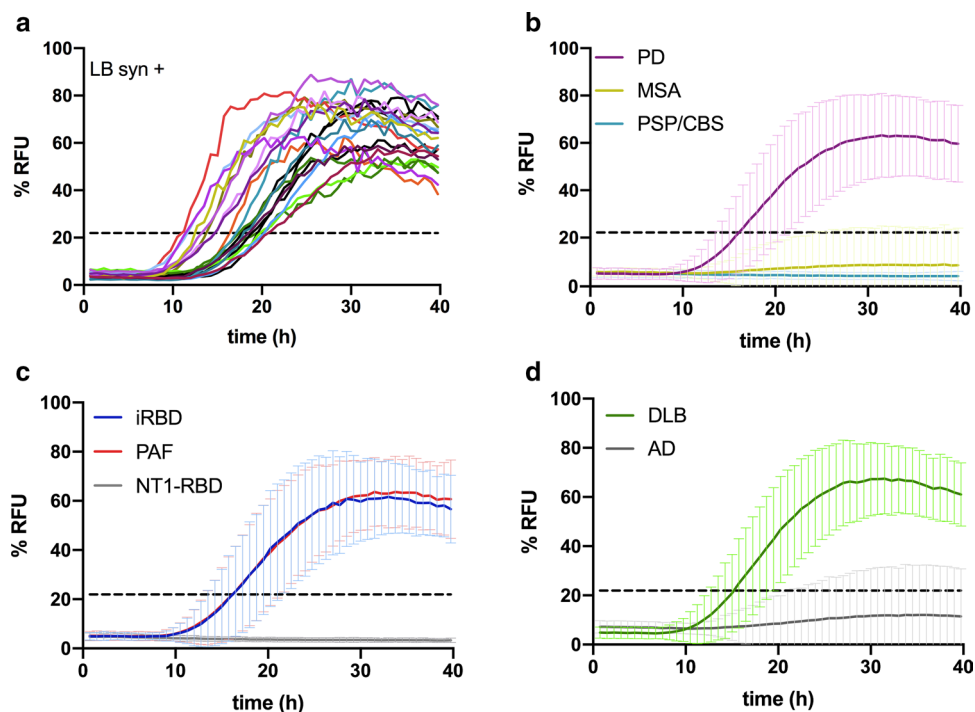 a
LB syn +
% RFU
100
80
60
40
20
0
0 10 20 30 40
time (h)
b
PD
MSA
PSP/CBS
% RFU
100
80
60
40
20
0
0 10 20 30 40
time (h)
c
iRBD
PAF
NT1-RBD
% RFU
100
80
60
40
20
0
0 10 20 30 40
time (h)
d
DLB
AD
% RFU
100
80
60
40
20
0
0 10 20 30 40
time (h)